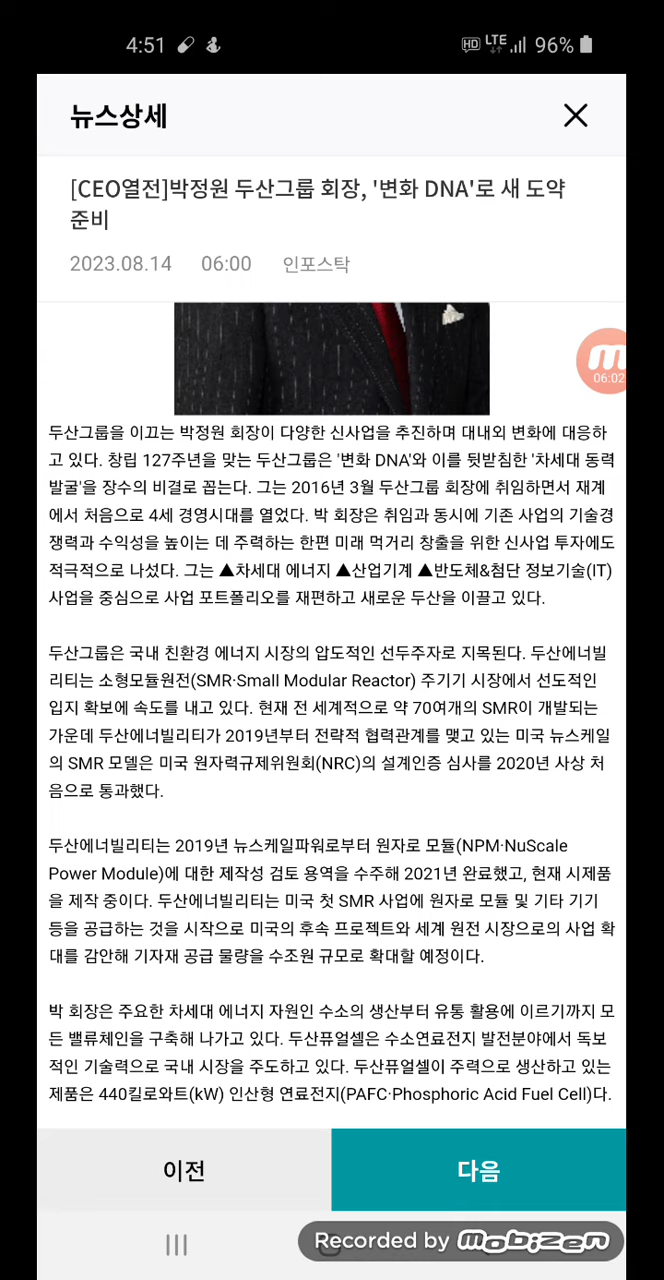 4:51
HD LTE 96%
뉴스상세
[CEO열전]박정원 두산그룹 회장, '변화 DNA'로 새 도약
준비
2023.08.14 06:00 인포스탁
m
06:02
두산그룹을 이끄는 박정원 회장이 다양한 신사업을 추진하며 대내외 변화에 대응하
고 있다. 창립 127주년을 맞는 두산그룹은 '변화 DNA'와 이를 뒷받침한 '차세대 동력
발굴'을 장수의 비결로 꼽는다. 그는 2016년 3월 두산그룹 회장에 취임하면서 재계
에서 처음으로 4세 경영시대를 열었다. 박 회장은 취임과 동시에 기존 사업의 기술경
쟁력과 수익성을 높이는 데 주력하는 한편 미래 먹거리 창출을 위한 신사업 투자에도
적극적으로 나섰다. 그는 ▲차세대 에너지 ▲산업기계 ▲반도체&첨단 정보기술(IT)
사업을 중심으로 사업 포트폴리오를 재편하고 새로운 두산을 이끌고 있다.
두산그룹은 국내 친환경 에너지 시장의 압도적인 선두주자로 지목된다. 두산에너빌
리티는 소형모듈원전(SMR·Small Modular Reactor) 주기기 시장에서 선도적인
입지 확보에 속도를 내고 있다. 현재 전 세계적으로 약 70여개의 SMR이 개발되는
가운데 두산에너빌리티가 2019년부터 전략적 협력관계를 맺고 있는 미국 뉴스케일
의 SMR 모델은 미국 원자력규제위원회(NRC)의 설계인증 심사를 2020년 사상 처
음으로 통과했다.
두산에너빌리티는 2019년 뉴스케일파워로부터 원자로 모듈(NPM·NuScale
Power Module)에 대한 제작성 검토 용역을 수주해 2021년 완료했고, 현재 시제품
을 제작 중이다. 두산에너빌리티는 미국 첫 SMR 사업에 원자로 모듈 및 기타 기기
등을 공급하는 것을 시작으로 미국의 후속 프로젝트와 세계 원전 시장으로의 사업 확
대를 감안해 기자재 공급 물량을 수조원 규모로 확대할 예정이다.
박 회장은 주요한 차세대 에너지 자원인 수소의 생산부터 유통 활용에 이르기까지 모
든 밸류체인을 구축해 나가고 있다. 두산퓨얼셀은 수소연료전지 발전분야에서 독보
적인 기술력으로 국내 시장을 주도하고 있다. 두산퓨얼셀이 주력으로 생산하고 있는
제품은 440킬로와트(kW) 인산형 연료전지(PAFC·Phosphoric Acid Fuel Cell)다.
이전 다음
Recorded by mobizen